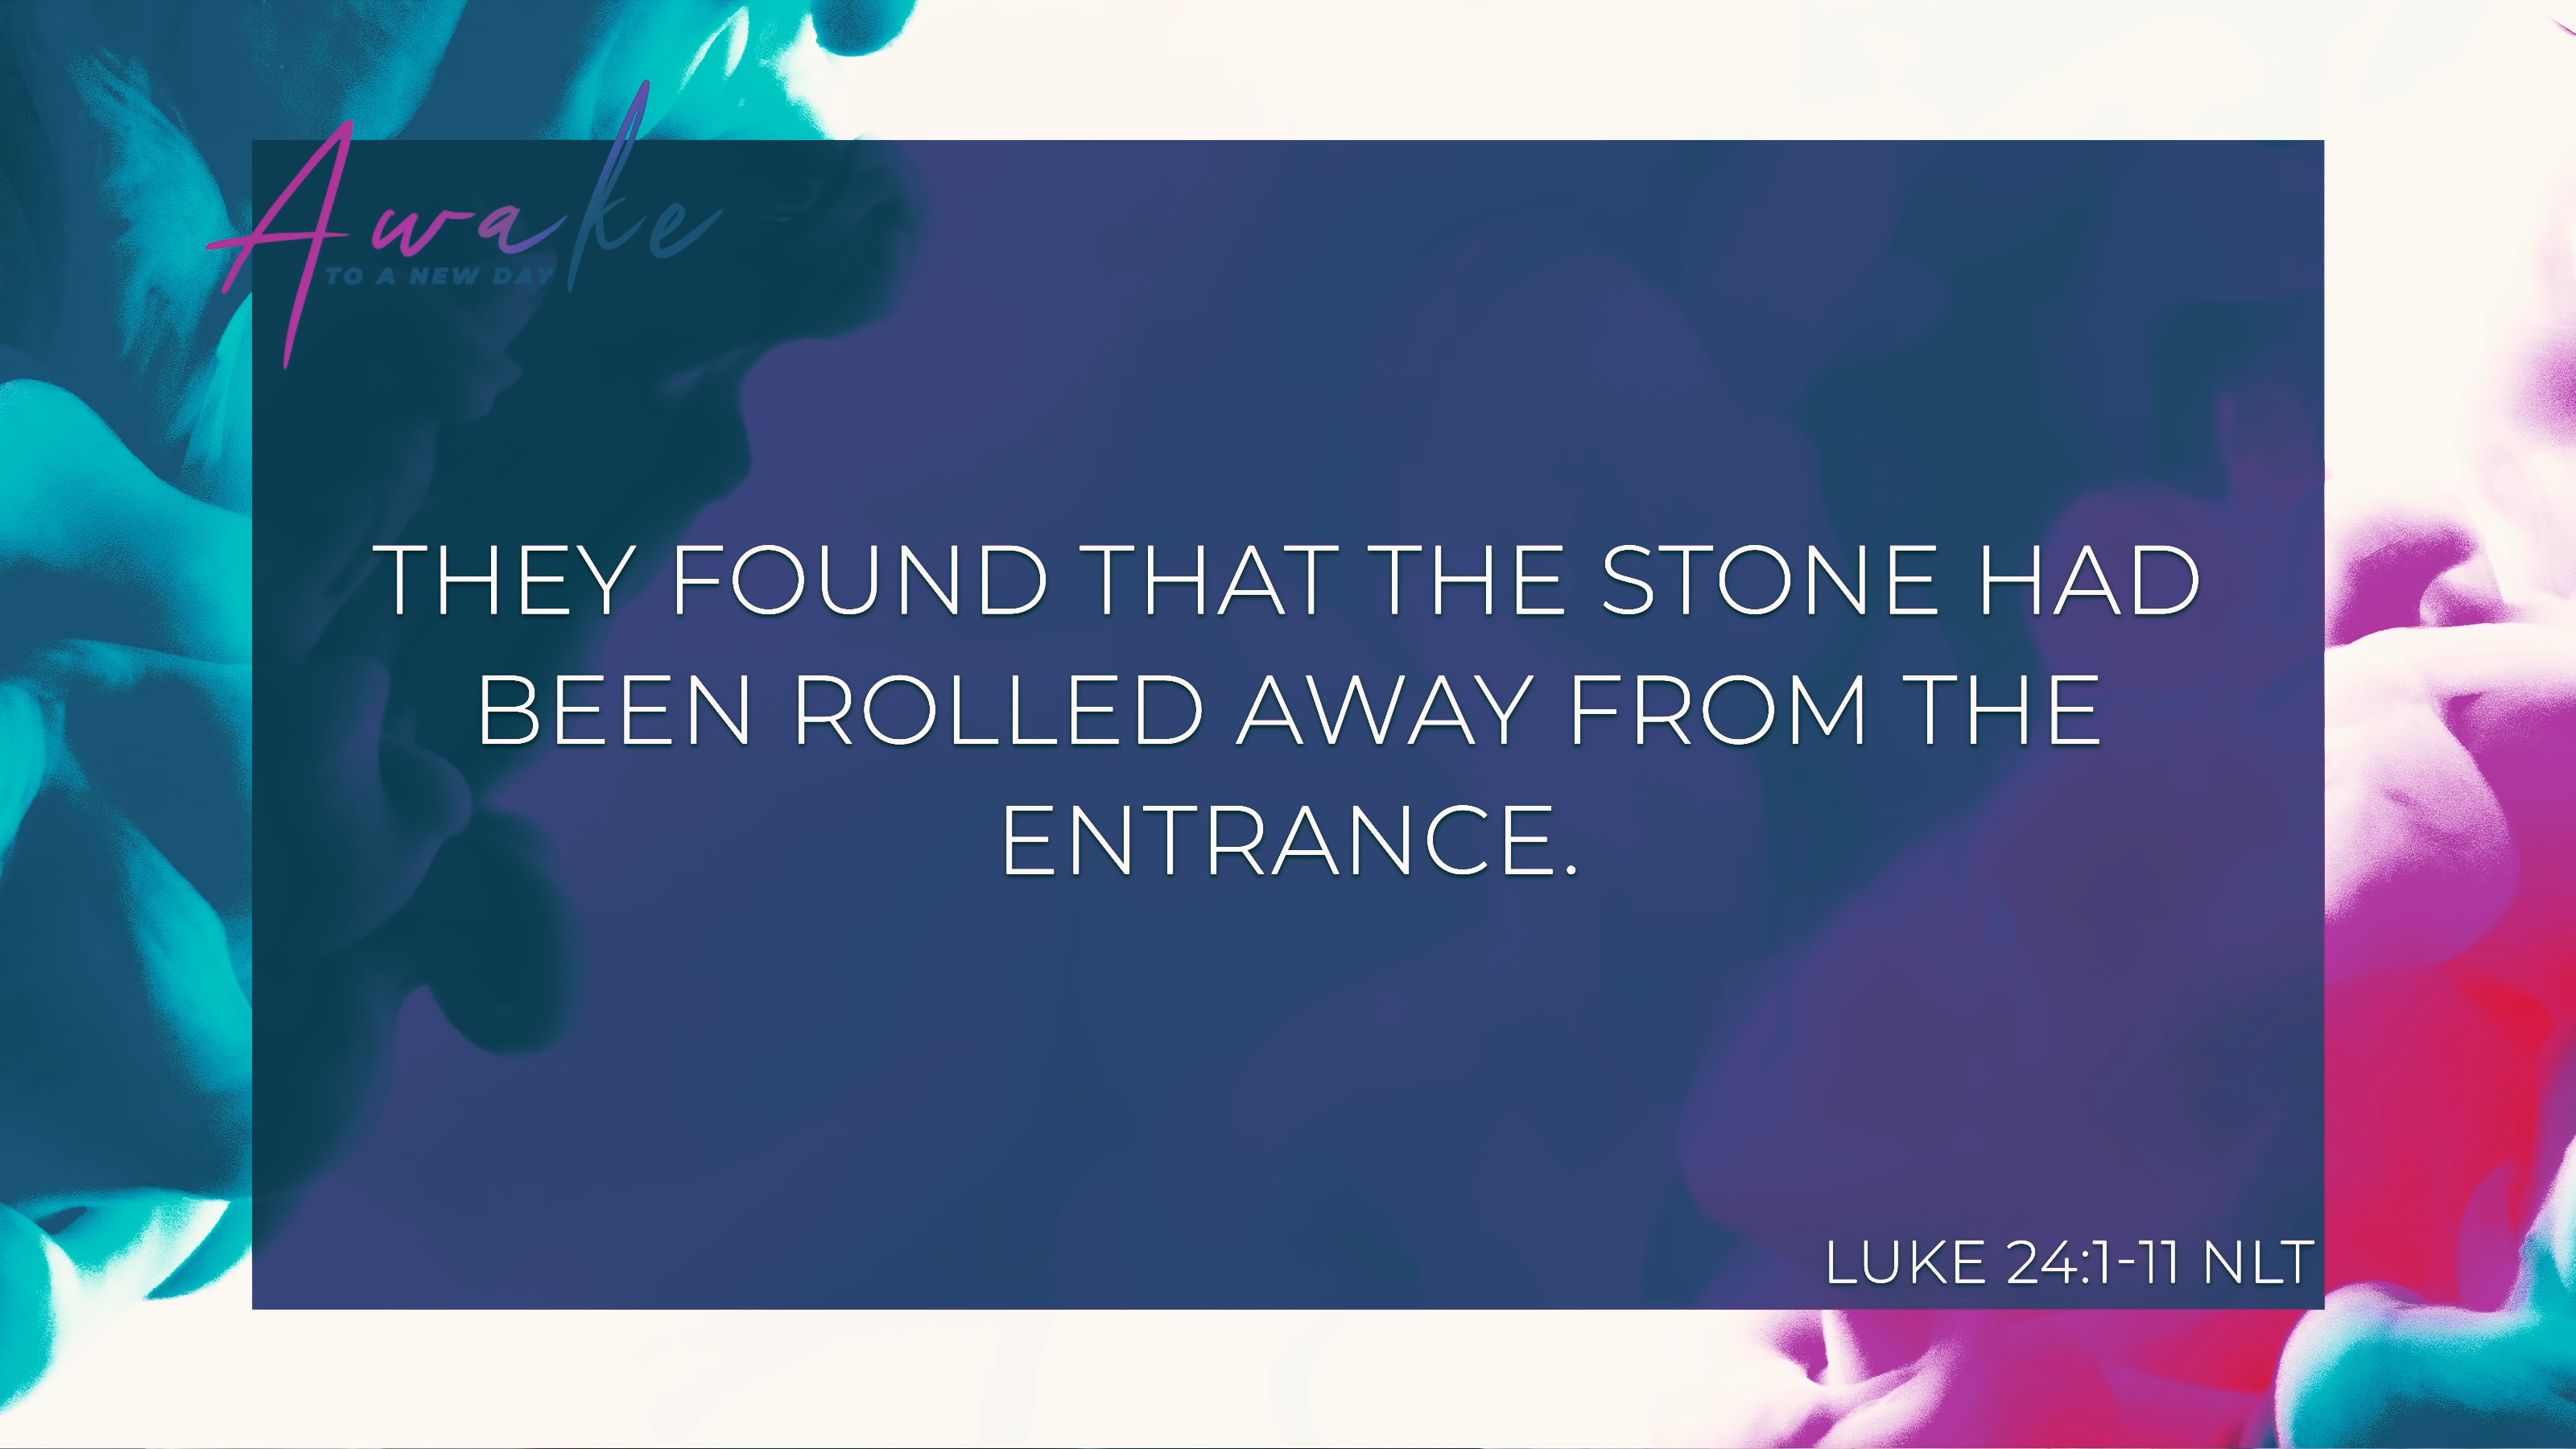 Awake
TO A NEW DAY
THEY FOUND THAT THE STONE HAD
BEEN ROLLED AWAY FROM THE
ENTRANCE.
LUKE 24:1-11 NLT